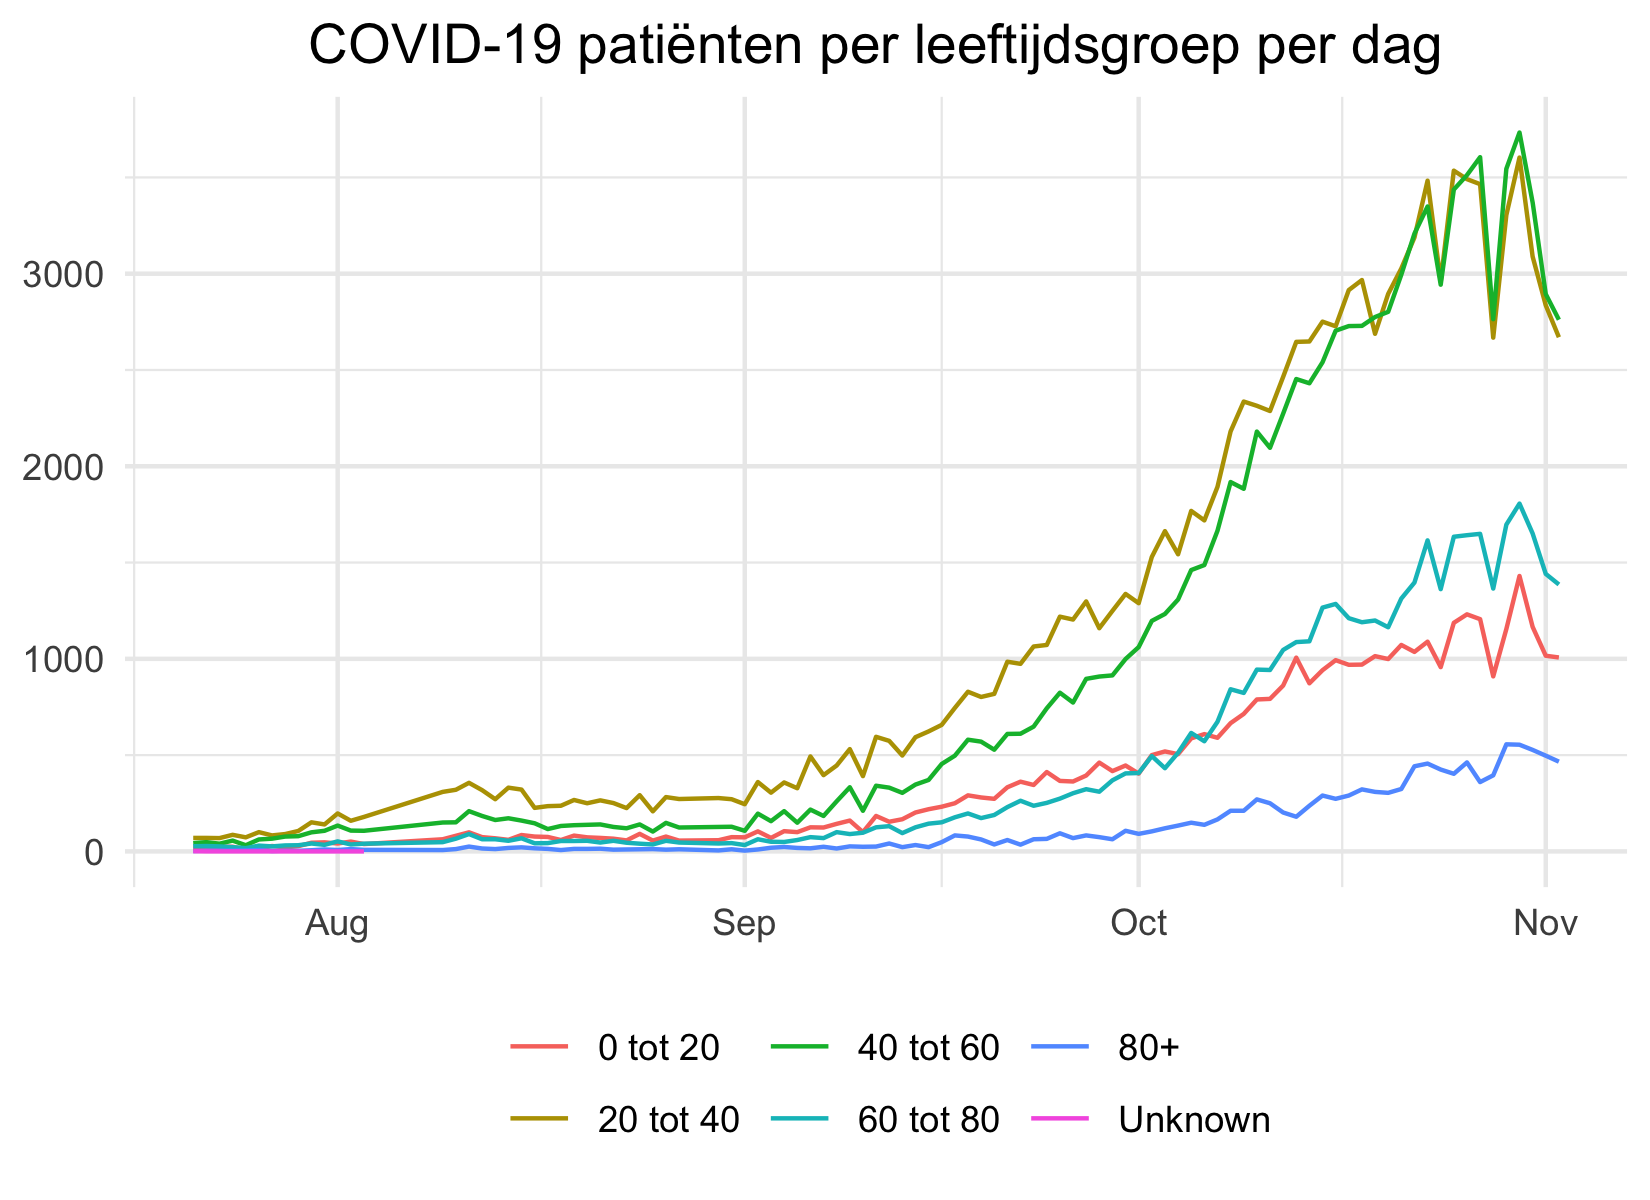 COVID-19 patiënten per leeftijdsgroep per dag
3000
2000
1000
0
Aug Sep Oct Nov
0 tot 20 40 tot 60 80+
20 tot 40 60 tot 80 Unknown